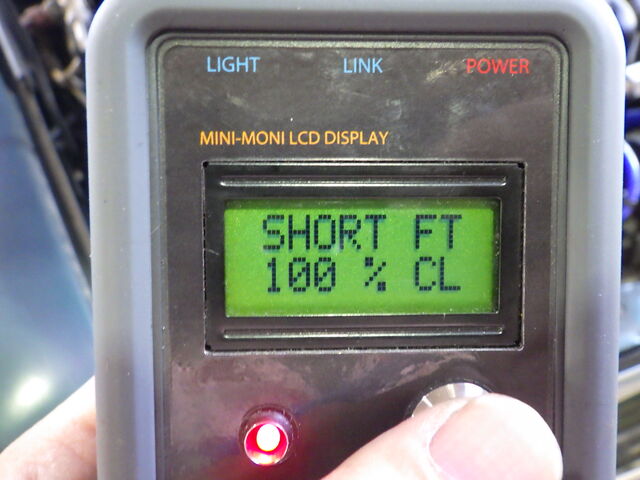 LIGHT LINK POWER
MINI-MONI LCD DISPLAY
SHORT FT
100 % CL